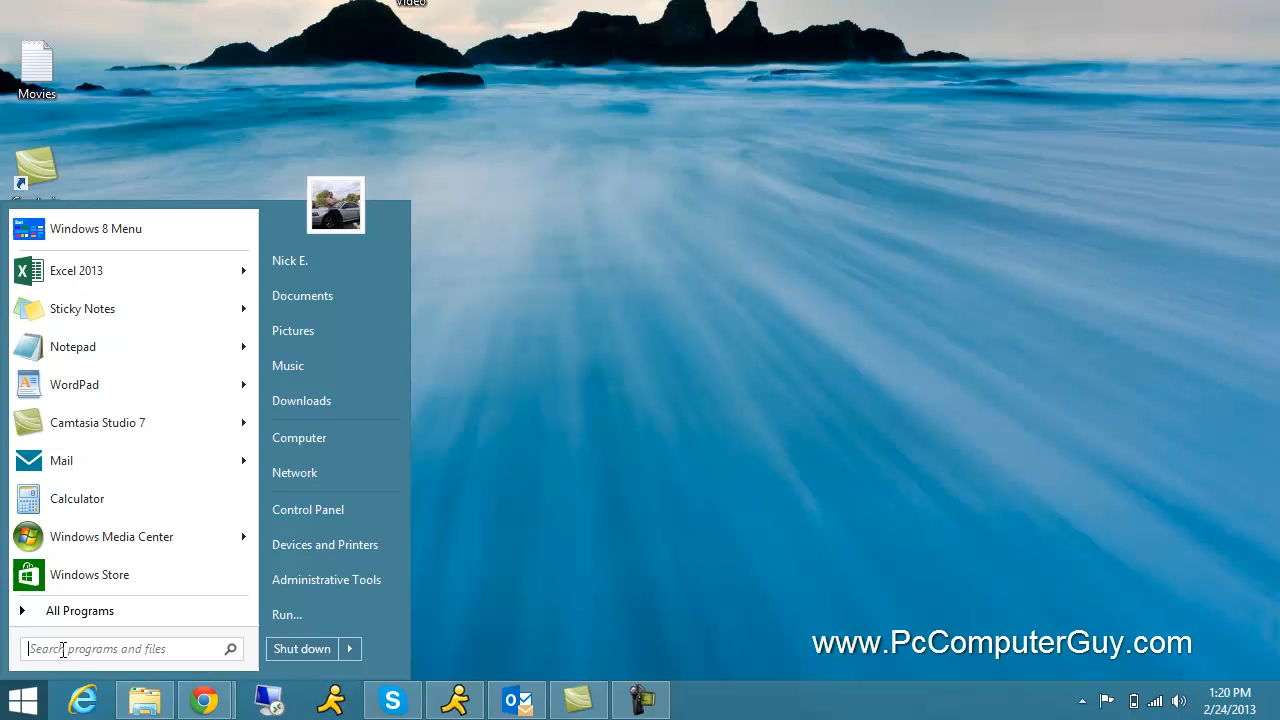 Video
Movies
Windows 8 Menu
Excel 2013
Sticky Notes
Notepad
WordPad
Camtasia Studio 7
Mail
Calculator
Windows Media Center
Windows Store
All Programs
Search programs and files
Nick E.
Documents
Pictures
Music
Downloads
Computer
Network
Control Panel
Devices and Printers
Administrative Tools
Run...
Shut down
www.PcComputerGuy.com
1:20 PM
2/24/2013